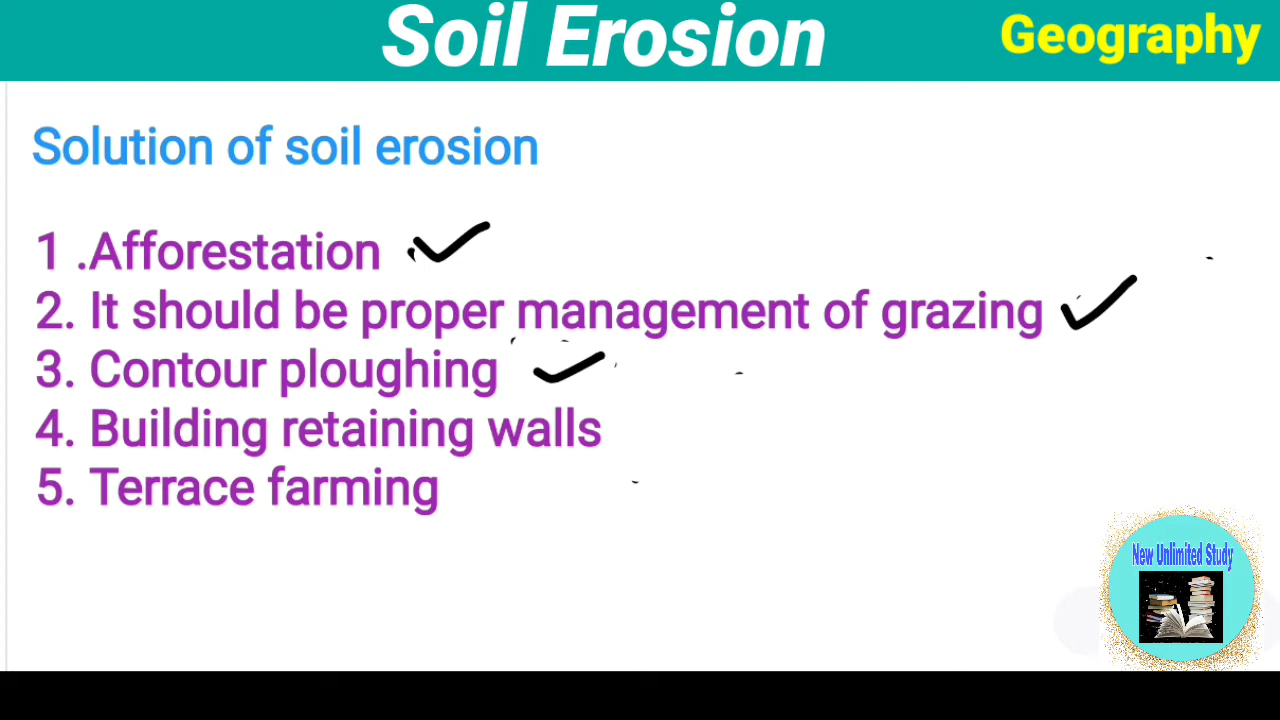 Soil Erosion
Geography
Solution of soil erosion
1 .Afforestation
2. It should be proper management of grazing
3. Contour ploughing
4. Building retaining walls
5. Terrace farming
New Unlimited Study